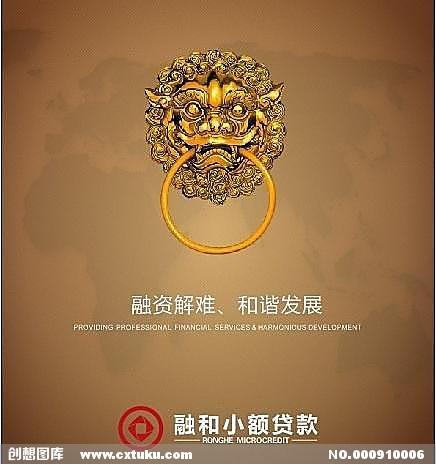 融资解难、和谐发展
PROVIDING PROFESSIONAL FINANCIAL SERVICES & HARMONIOUS DEVELOPMENT
融和小额贷款
RONGHE MICROCREDIT
创想图库 www.cxtuku.com NO.000910006